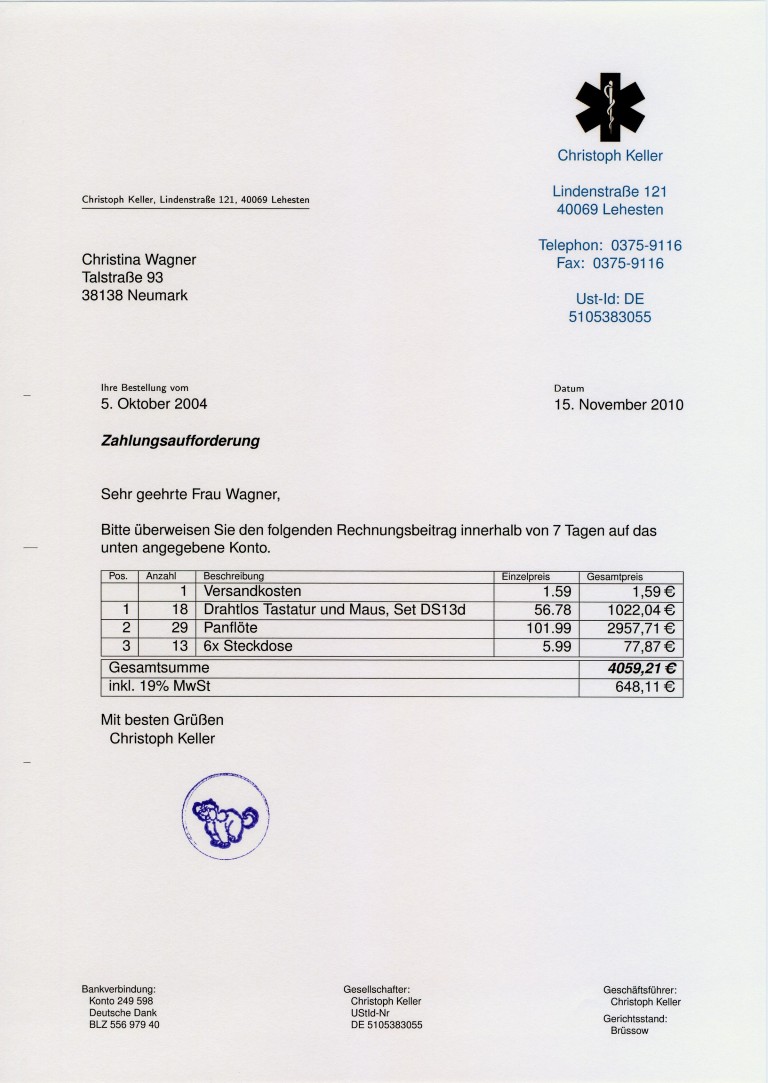 Christoph Keller
Lindenstraße 121
40069 Lehesten
Telephon: 0375-9116
Fax: 0375-9116
Ust-Id: DE
5105383055
Christoph Keller, Lindenstraße 121, 40069 Lehesten
Christina Wagner
Talstraße 93
38138 Neumark
Ihre Bestellung vom
5. Oktober 2004
Datum
15. November 2010
Zahlungsaufforderung
Sehr geehrte Frau Wagner,
Bitte überweisen Sie den folgenden Rechnungsbeitrag innerhalb von 7 Tagen auf das
unten angegebene Konto.
Pos. Anzahl Beschreibung Einzelpreis Gesamtpreis
1 Versandkosten 1.59 1,59 €
1 18 Drahtlos Tastatur und Maus, Set DS13d 56.78 1022,04 €
2 29 Panflöte 101.99 2957,71 €
3 13 6x Steckdose 5.99 77,87 €
Gesamtsumme 4059,21 €
inkl. 19% MwSt 648,11 €
Mit besten Grüßen
Christoph Keller
Bankverbindung:
Konto 249 598
Deutsche Dank
BLZ 556 979 40
Gesellschafter:
Christoph Keller
UStId-Nr
DE 5105383055
Geschäftsführer:
Christoph Keller
Gerichtsstand:
Brüssow